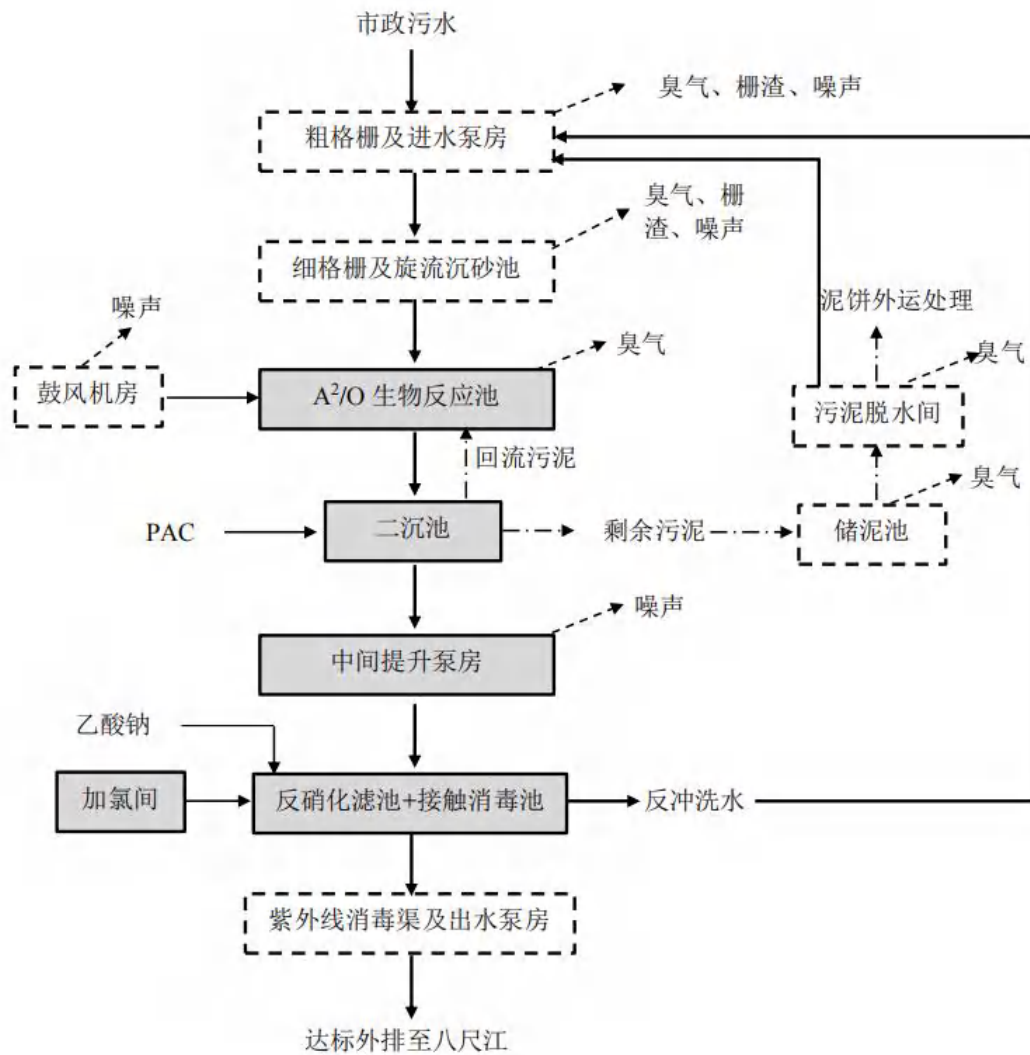 市政污水
臭气、栅渣、噪声
粗格栅及进水泵房
臭气、栅
渣、噪声
细格栅及旋流沉砂池
泥饼外运处理
噪声
臭气
臭气
鼓风机房
A²/O 生物反应池
污泥脱水间
回流污泥
臭气
PAC
二沉池
剩余污泥
储泥池
噪声
中间提升泵房
乙酸钠
加氯间
反硝化滤池+接触消毒池
反冲洗水
紫外线消毒渠及出水泵房
达标外排至八尺江